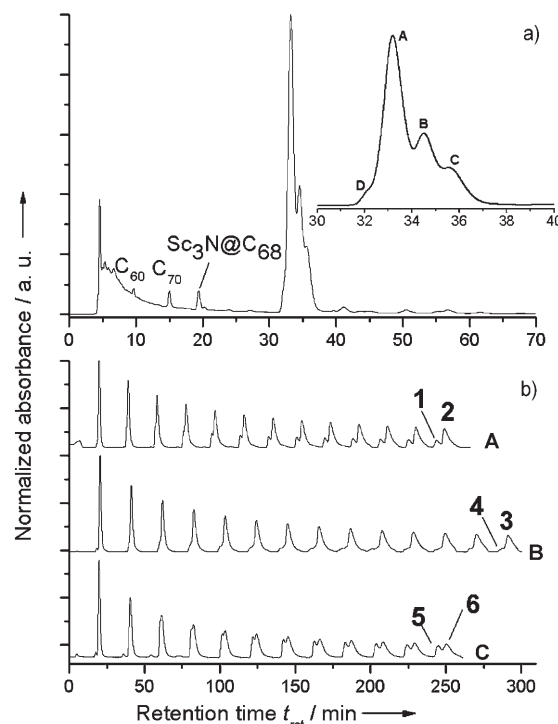 a)
A
B
C
D
30 32 34 36 38 40
C60 C70 Sc3N@C68
0 10 20 30 40 50 60 70
Normalized absorbance / a. u.
b)
1 2
A
4 3
B
5 6
C
0 50 100 150 200 250 300
Retention time tret / min